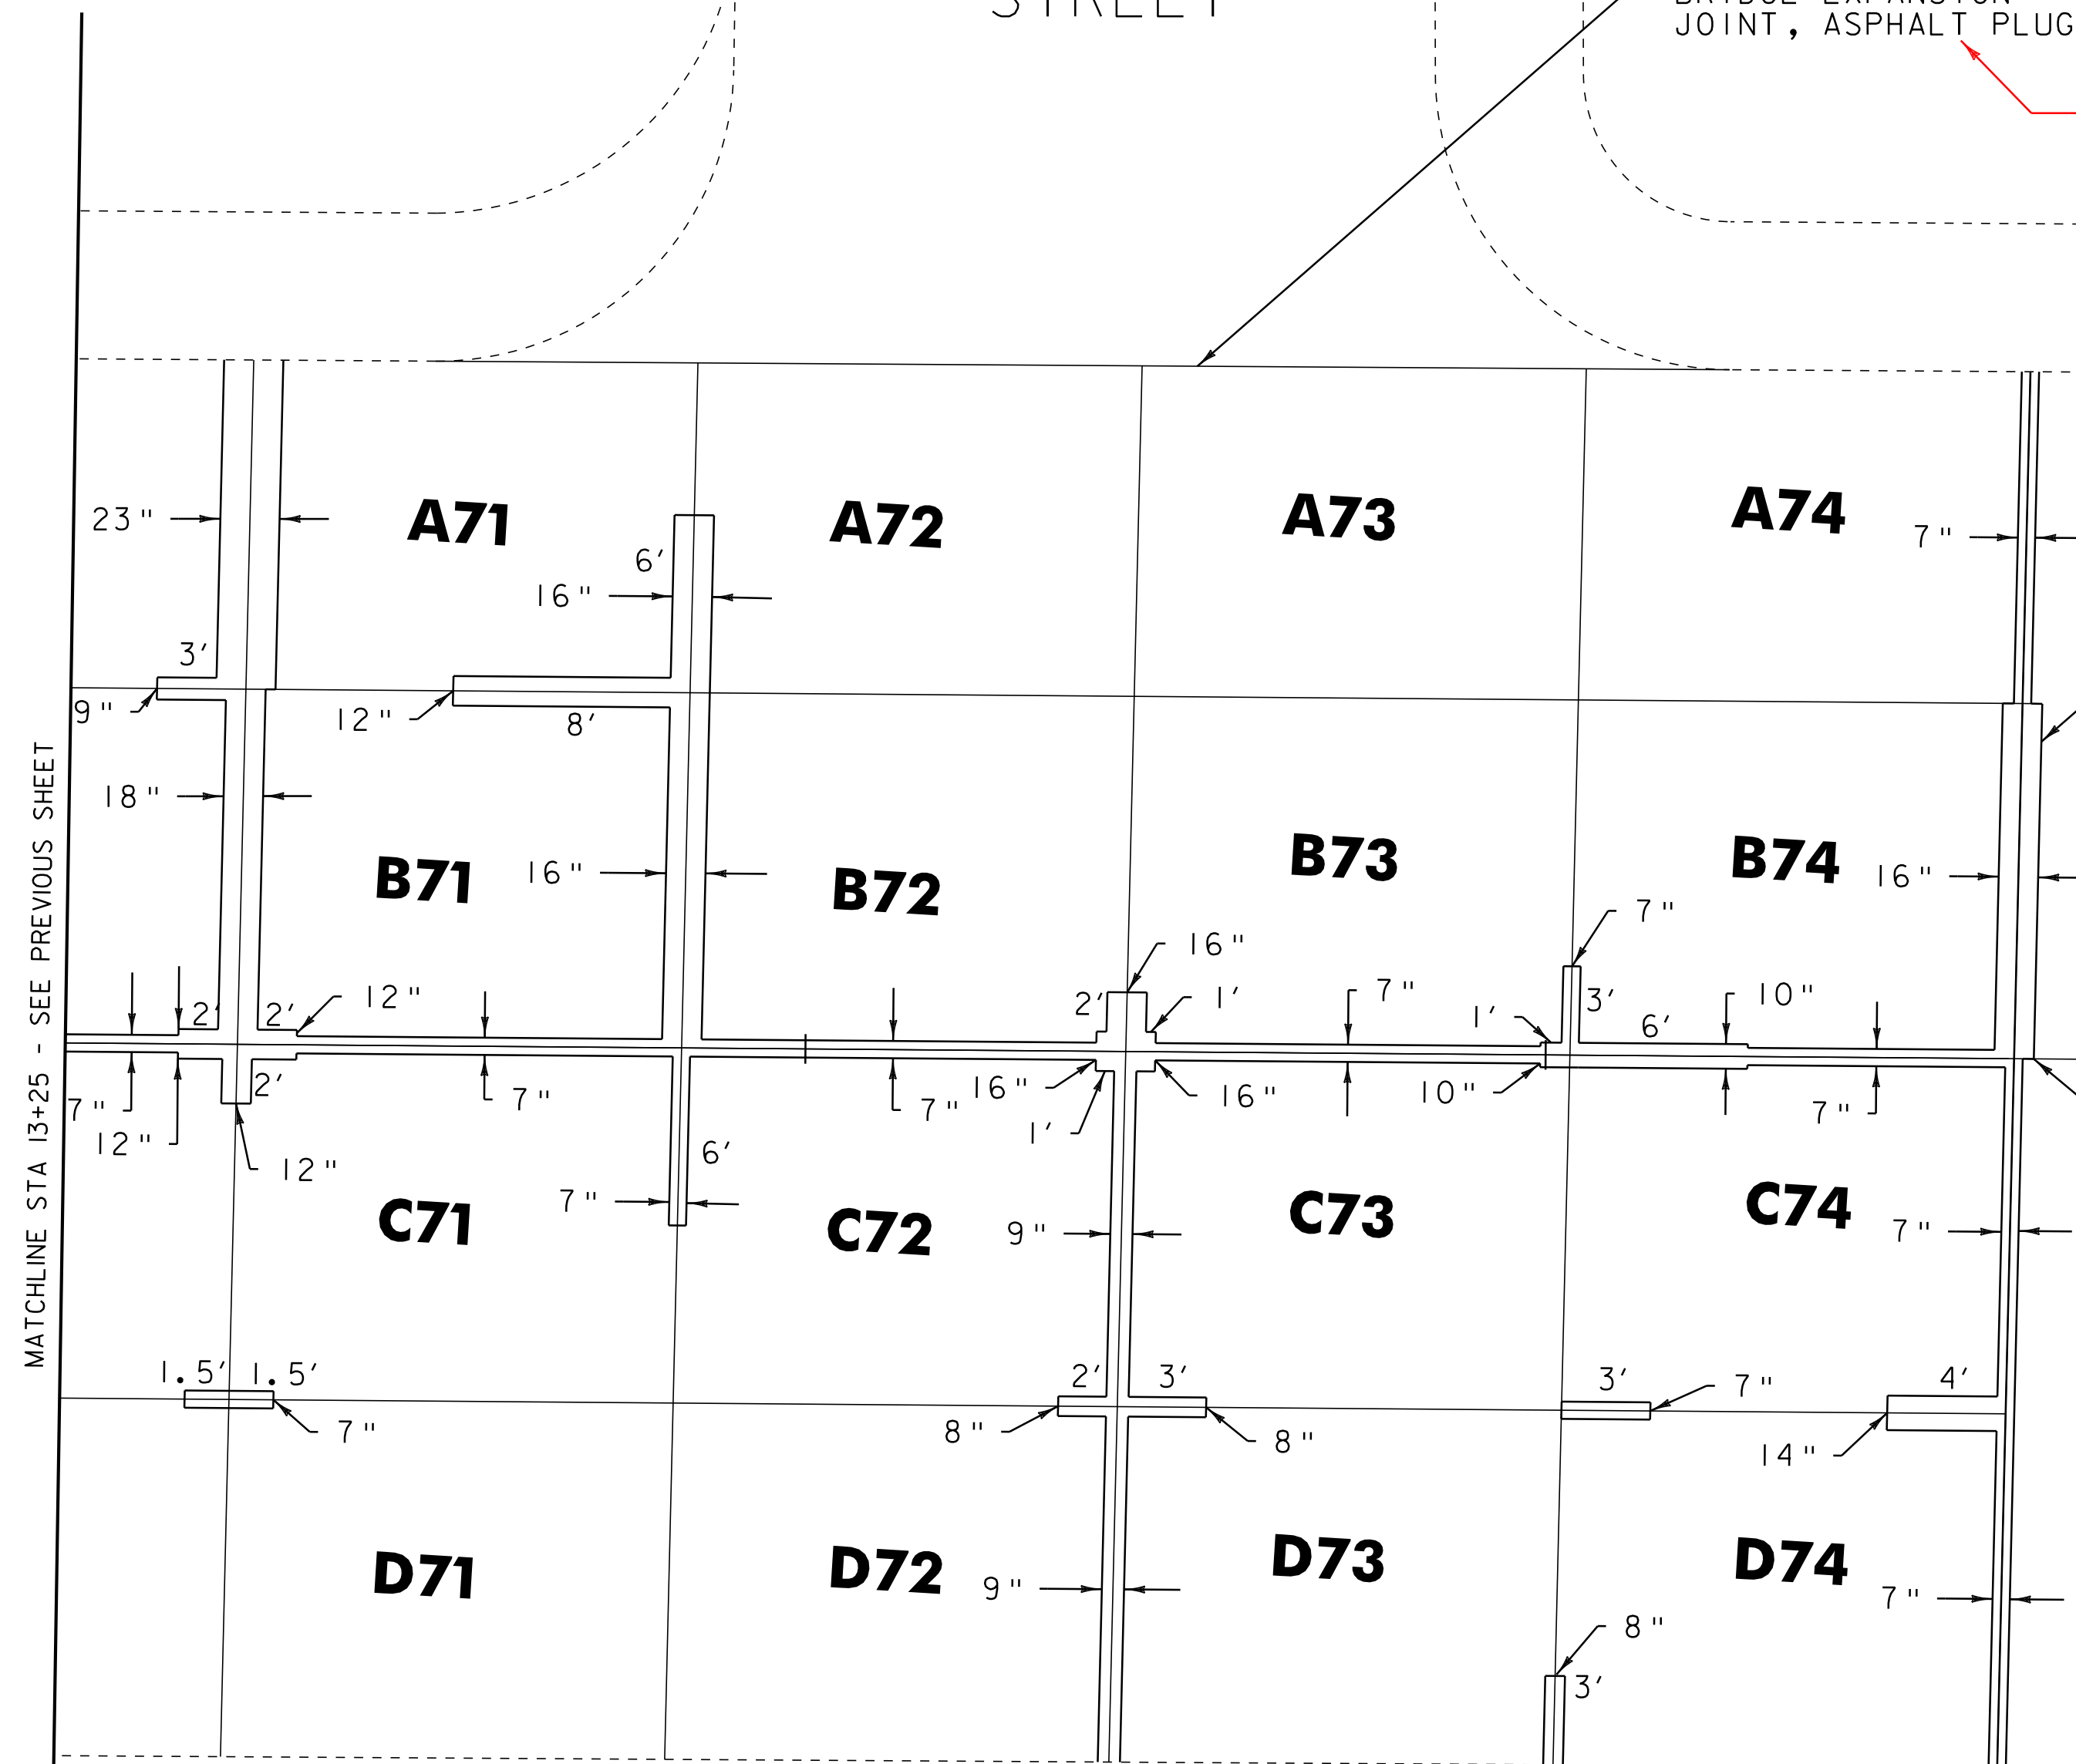 STREET
JOINT, ASPHALT PLUG
A71
A72
A73
A74
23"
7"
6'
16"
3'
9"
12"
8'
18"
B71
16"
B72
B73
B74
16"
7"
16"
2'
2'
12"
2'
1'
7"
1'
3'
6'
10"
7"
12"
2'
12"
7"
7"
16"
1'
16"
10"
7"
6'
7"
C71
C72
C73
C74
9"
7"
MATCHLINE STA 13+25 - SEE PREVIOUS SHEET
1.5' 1.5'
7"
2'
3'
8"
8"
3'
7"
4'
14"
D71
D72
D73
D74
9"
7"
8"
3'